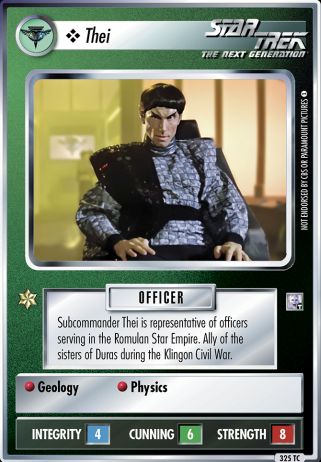 ❖ Thei
STAR TREK
THE NEXT GENERATION
NOT ENDORSED BY CBS OR PARAMOUNT PICTURES
OFFICER
Subcommander Thei is representative of officers
serving in the Romulan Star Empire. Ally of the
sisters of Duras during the Klingon Civil War.
Geology Physics
INTEGRITY 4 CUNNING 6 STRENGTH 8
325 TC